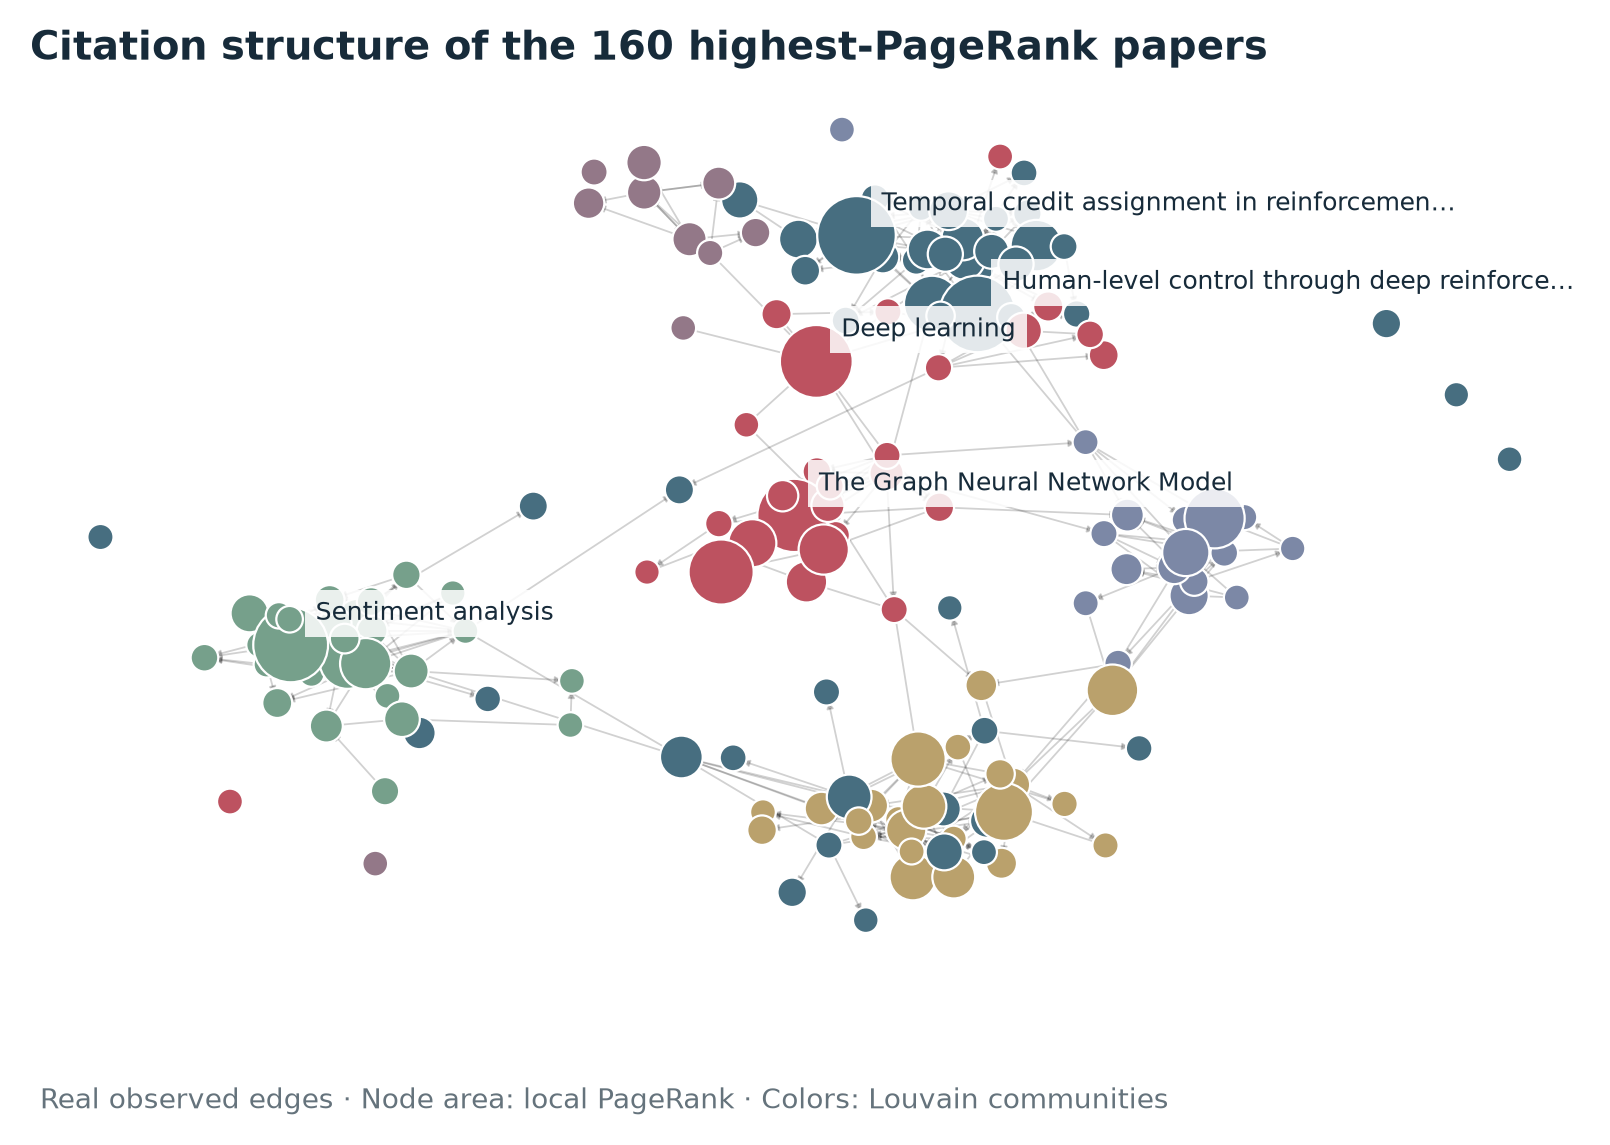 Citation structure of the 160 highest-PageRank papers
Temporal credit assignment in reinforcemen…
Human-level control through deep reinforce…
Deep learning
The Graph Neural Network Model
Sentiment analysis
Real observed edges · Node area: local PageRank · Colors: Louvain communities